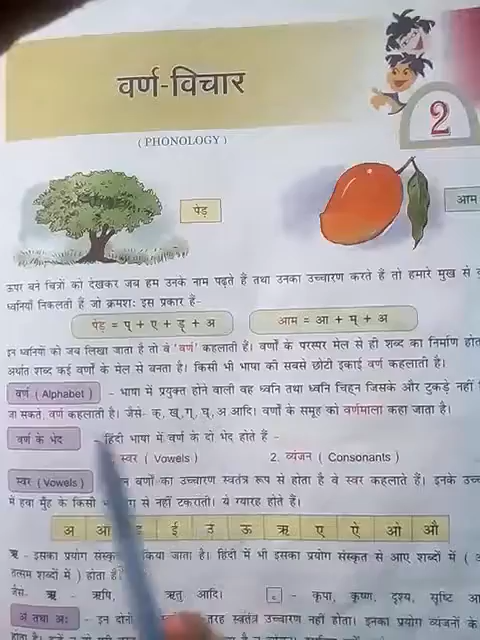 वर्ण-विचार
2
( PHONOLOGY )
पेड़
आम
ऊपर बने चित्रों को देखकर जब हम उनके नाम पढ़ते हैं तथा उनका उच्चारण करते हैं तो हमारे मुख से
ध्वनियाँ निकलती हैं जो क्रमशः इस प्रकार हैं-
पेड़ = प् + ए + ड़् + अ
आम = आ + म् + अ
इन ध्वनियों को जब लिखा जाता है तो वे 'वर्ण' कहलाती हैं। वर्णों के परस्पर मेल से ही शब्द का निर्माण
अर्थात शब्द कई वर्णों के मेल से बनता है। किसी भी भाषा की सबसे छोटी इकाई वर्ण कहलाती है।
वर्ण ( Alphabet ) - भाषा में प्रयुक्त होने वाली वह ध्वनि तथा ध्वनि चिह्न जिसके और टुकड़े नहीं
जा सकते, वर्ण कहलाती है। जैसे- क्, ख्, ग्, घ्, अ आदि। वर्णों के समूह को वर्णमाला कहा जाता है।
वर्ण के भेद - हिंदी भाषा में वर्ण के दो भेद होते हैं -
स्वर ( Vowels ) 2. व्यंजन ( Consonants )
स्वर ( Vowels ) वर्णों का उच्चारण स्वतंत्र रूप से होता है वे स्वर कहलाते हैं। इनके
में हवा मुँह के किसी से नहीं टकराती। ये ग्यारह होते हैं।
अ आ ई उ ऊ ऋ ए ऐ ओ औ
ऋ - इसका प्रयोग किया जाता है। हिंदी में भी इसका प्रयोग संस्कृत से आए शब्दों में (
तत्सम शब्दों में ) होता है।
जैसे- ऋ - ऋषि, ऋतु आदि। - कृपा, कृष्ण, दृश्य, सृष्टि
अं तथा अः - इन दोनों तरह स्वतंत्र उच्चारण नहीं होता। इनका प्रयोग व्यंजनों के